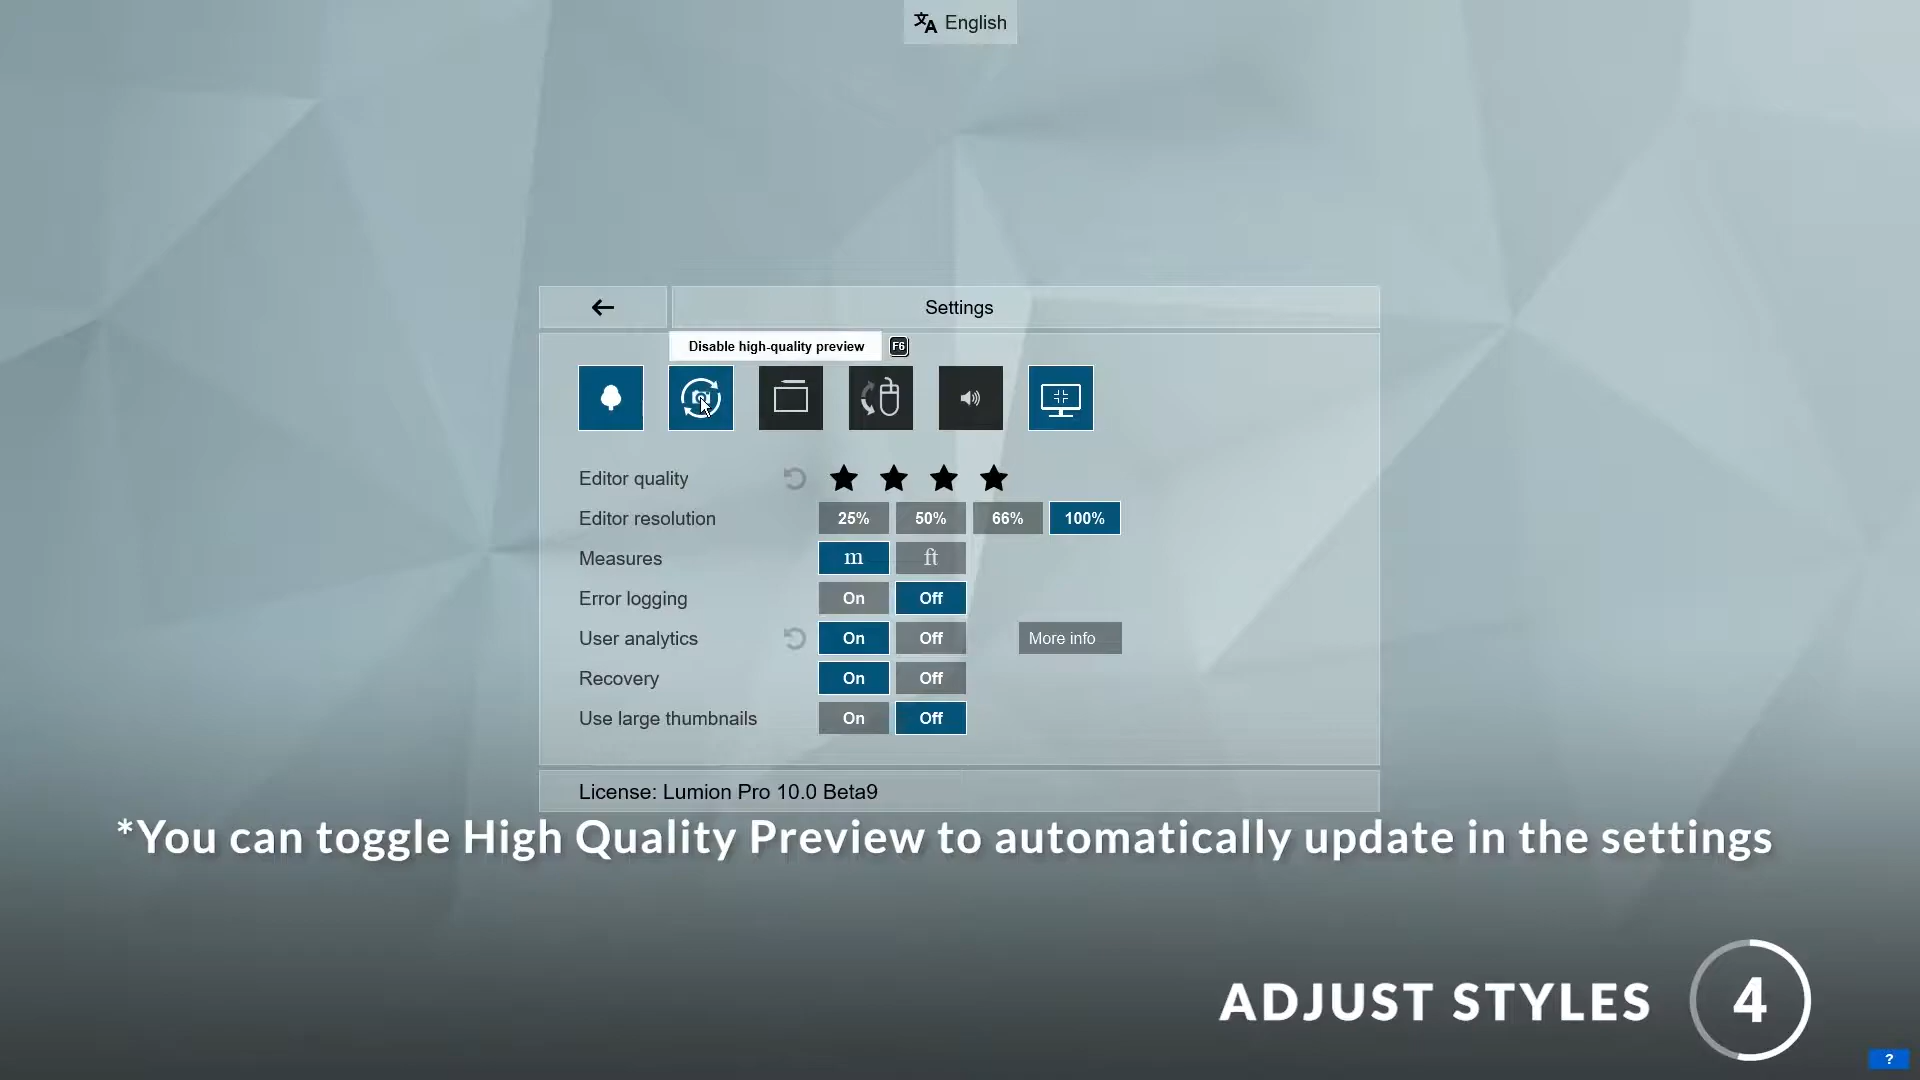 English
Settings
Disable high-quality preview F6
Editor quality
Editor resolution 25% 50% 66% 100%
Measures m ft
Error logging On Off
User analytics On Off More info
Recovery On Off
Use large thumbnails On Off
License: Lumion Pro 10.0 Beta9
*You can toggle High Quality Preview to automatically update in the settings
ADJUST STYLES 4
?